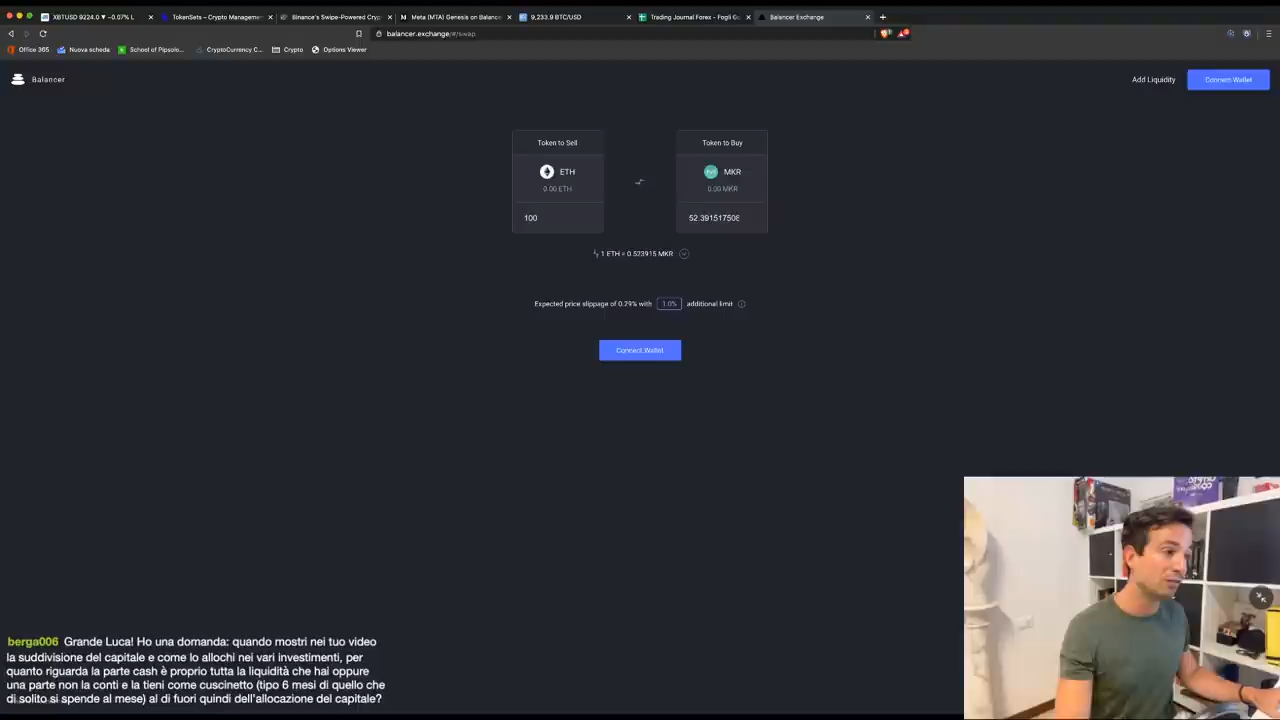 XBTUSD 9224.0 ▼ -0.07% L
TokenSets – Crypto Managemen
Binance's Swipe-Powered Cryp
Meta (MTA) Genesis on Balance
9,233.9 BTC/USD
Trading Journal Forex - Fogli Go
Balancer Exchange
balancer.exchange/#/swap
Office 365
Nuova scheda
School of Pipsolo...
CryptoCurrency C...
Crypto
Options Viewer
Balancer
Add Liquidity
Connect Wallet
Token to Sell
ETH
0.00 ETH
100
Token to Buy
MKR
0.00 MKR
52.391517508
1 ETH = 0.523915 MKR
Expected price slippage of 0.29% with 1.0% additional limit
Connect Wallet
berga006 Grande Luca! Ho una domanda: quando mostri nei tuo video
la suddivisione del capitale e come lo allochi nei vari investimenti, per
quanto riguarda la parte cash è proprio tutta la liquidità che hai oppure
una parte non la conti e la tieni come cuscinetto (tipo 6 mesi di quello che
di solito si spende al mese) al di fuori quindi dell'allocazione del capitale?